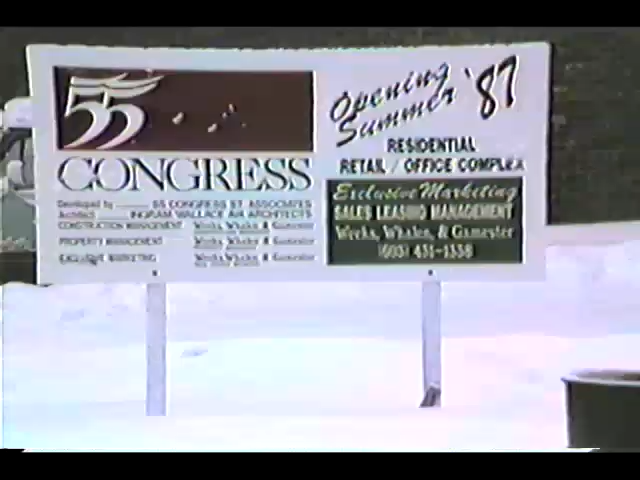 55
CONGRESS
Developed by 55 CONGRESS ST ASSOCIATES
Architect INGRAM WALLACE AIA ARCHITECTS
CONSTRUCTION MANAGEMENT Weeks, Whalen, & Gamester
PROPERTY MANAGEMENT Weeks, Whalen, & Gamester
EXCLUSIVE MARKETING Weeks, Whalen, & Gamester
Opening
Summer '87
RESIDENTIAL
RETAIL / OFFICE COMPLEX
Exclusive Marketing
SALES LEASING MANAGEMENT
Weeks, Whalen, & Gamester
(603) 431-1338